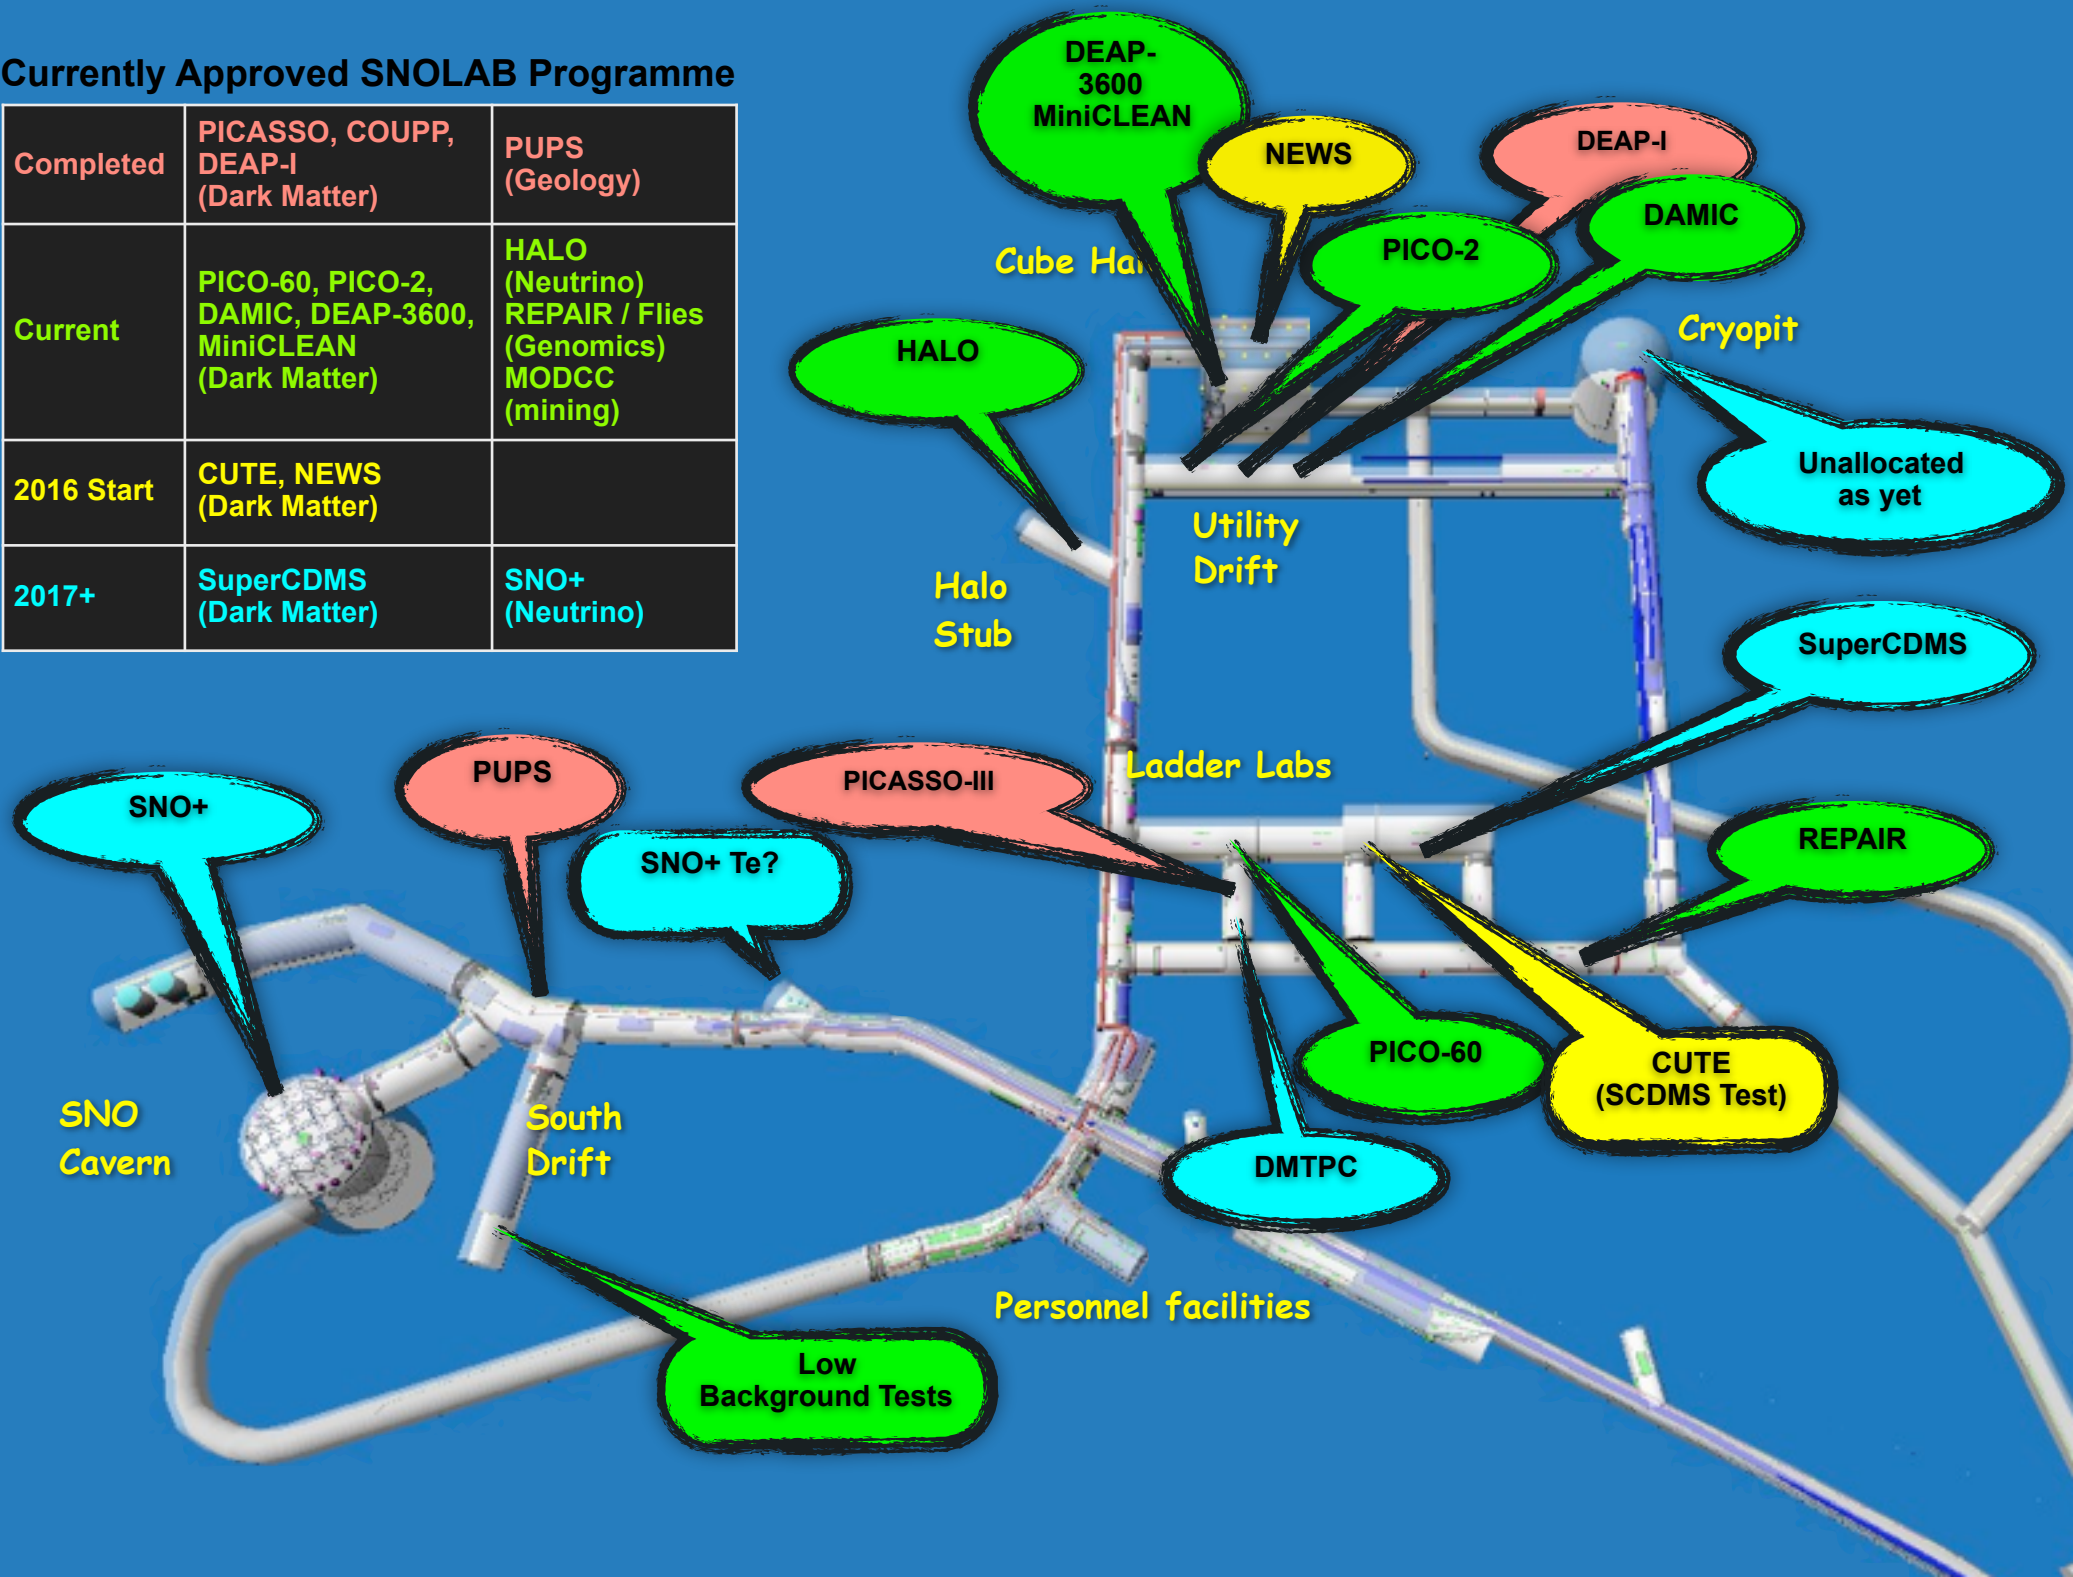 Currently Approved SNOLAB Programme
Completed
PICASSO, COUPP,
DEAP-I
(Dark Matter)
PUPS
(Geology)
Current
PICO-60, PICO-2,
DAMIC, DEAP-3600,
MiniCLEAN
(Dark Matter)
HALO
(Neutrino)
REPAIR / Flies
(Genomics)
MODCC
(mining)
2016 Start
CUTE, NEWS
(Dark Matter)
2017+
SuperCDMS
(Dark Matter)
SNO+
(Neutrino)
DEAP-
3600
MiniCLEAN
NEWS
DEAP-I
DAMIC
PICO-2
Cube
HALO
Cryopit
Unallocated
as yet
Utility
Drift
Halo
Stub
SuperCDMS
Ladder Labs
PUPS
PICASSO-III
SNO+
SNO+ Te?
REPAIR
PICO-60
CUTE
(SCDMS Test)
SNO
Cavern
South
Drift
DMTPC
Personnel facilities
Low
Background Tests